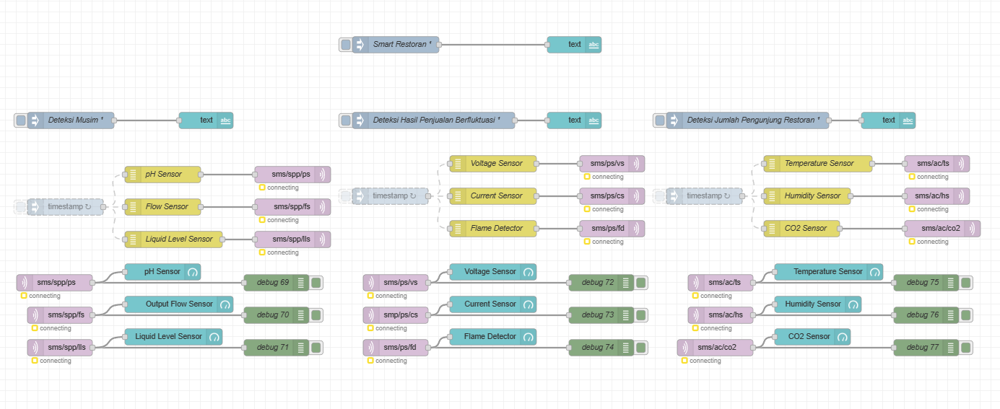 Smart Restoran ¹
text abc
Deteksi Musim ¹
text abc
Deteksi Hasil Penjualan Berfluktuasi ¹
text abc
Deteksi Jumlah Pengunjung Restoran ¹
text abc
timestamp ↻
pH Sensor
sms/spp/ps
connecting
Flow Sensor
sms/spp/fs
connecting
Liquid Level Sensor
sms/spp/lls
connecting
timestamp ↻
Voltage Sensor
sms/ps/vs
connecting
Current Sensor
sms/ps/cs
connecting
Flame Detector
sms/ps/fd
connecting
timestamp ↻
Temperature Sensor
sms/ac/ts
connecting
Humidity Sensor
sms/ac/hs
connecting
CO2 Sensor
sms/ac/co2
connecting
sms/spp/ps
connecting
pH Sensor
debug 69
sms/spp/fs
connecting
Output Flow Sensor
debug 70
sms/spp/lls
connecting
Liquid Level Sensor
debug 71
sms/ps/vs
connecting
Voltage Sensor
debug 72
smp/ps/cs
connecting
Current Sensor
debug 73
sms/ps/fd
connecting
Flame Detector
debug 74
sms/ac/ts
connecting
Temperature Sensor
debug 75
sms/ac/hs
connecting
Humidity Sensor
debug 76
sms/ac/co2
connecting
CO2 Sensor
debug 77